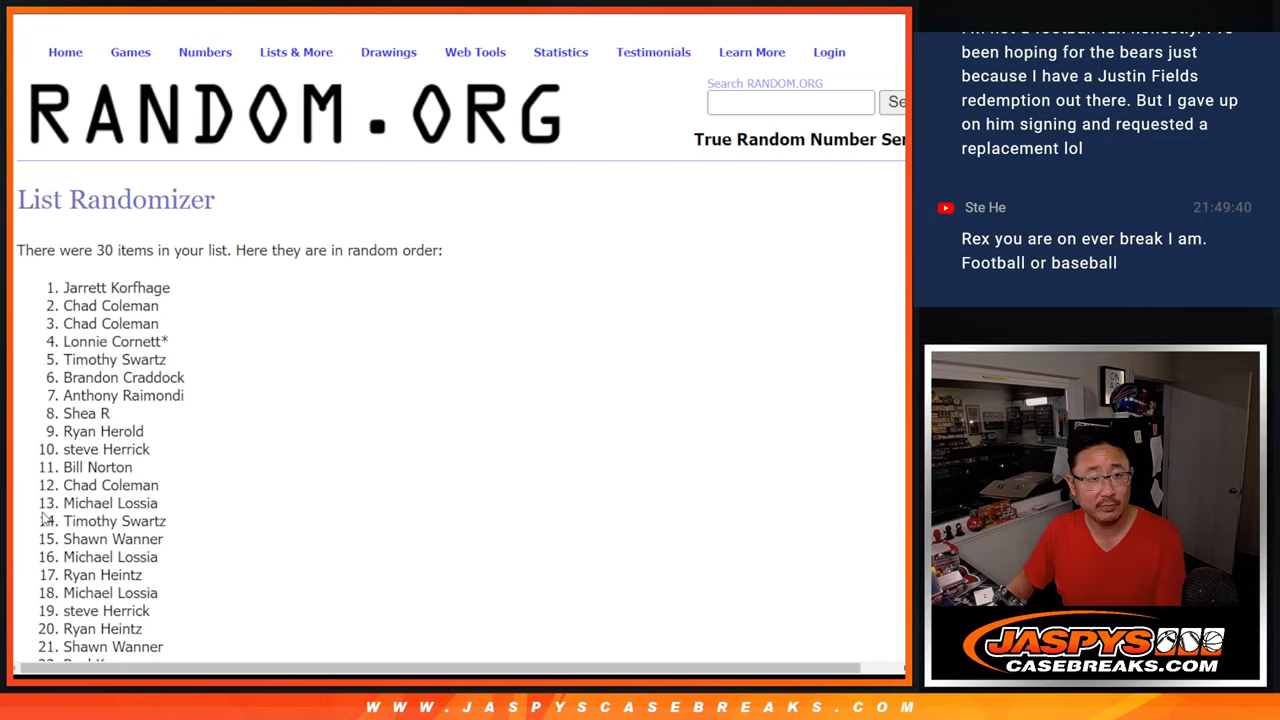 Home Games Numbers Lists & More Drawings Web Tools Statistics Testimonials Learn More Login
Search RANDOM.ORG
RANDOM.ORG
Se
True Random Number Ser
List Randomizer
There were 30 items in your list. Here they are in random order:
1. Jarrett Korfhage
2. Chad Coleman
3. Chad Coleman
4. Lonnie Cornett*
5. Timothy Swartz
6. Brandon Craddock
7. Anthony Raimondi
8. Shea R
9. Ryan Herold
10. steve Herrick
11. Bill Norton
12. Chad Coleman
13. Michael Lossia
14. Timothy Swartz
15. Shawn Wanner
16. Michael Lossia
17. Ryan Heintz
18. Michael Lossia
19. steve Herrick
20. Ryan Heintz
21. Shawn Wanner
been hoping for the bears just
because I have a Justin Fields
redemption out there. But I gave up
on him signing and requested a
replacement lol
Ste He 21:49:40
Rex you are on ever break I am.
Football or baseball
JASPYS
CASEBREAKS.COM
WWW.JASPYSCASEBREAKS.COM